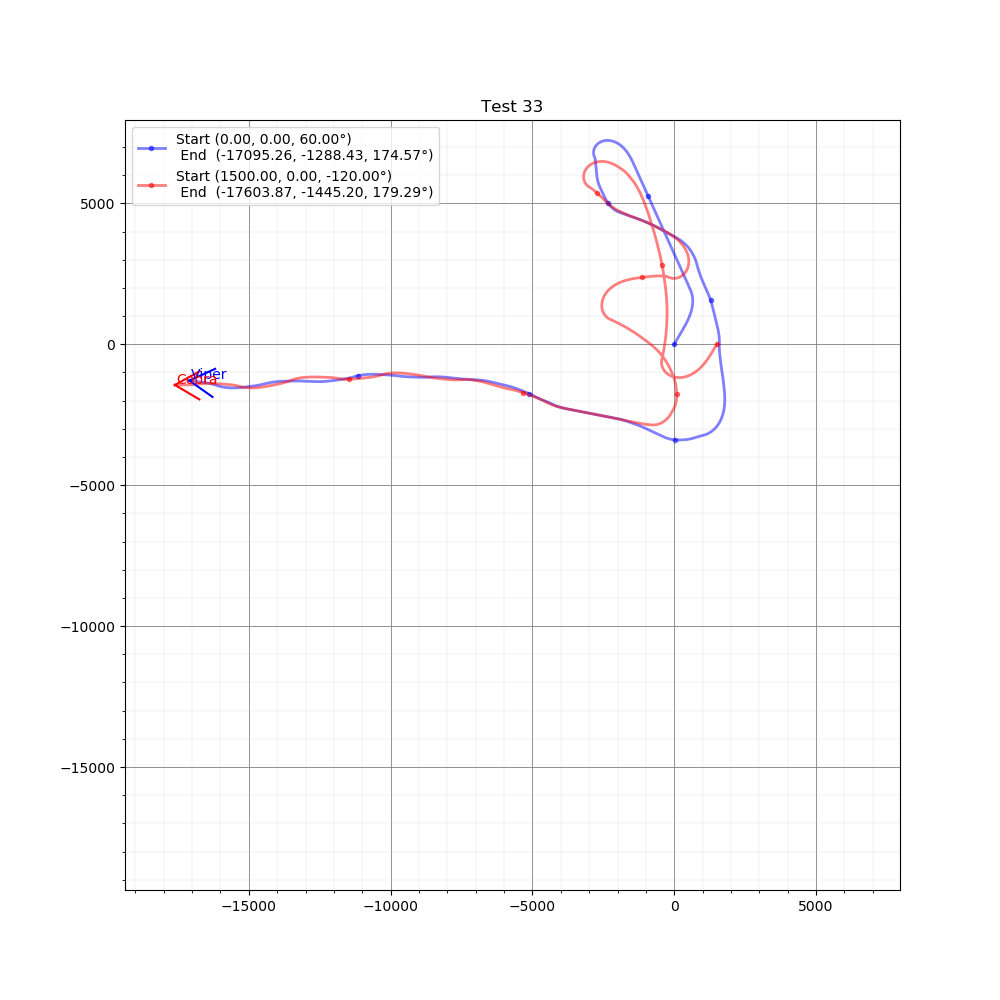 Test 33
Start (0.00, 0.00, 60.00°)
End  (-17095.26, -1288.43, 174.57°)
Start (1500.00, 0.00, -120.00°)
End  (-17603.87, -1445.20, 179.29°)
5000
0
−5000
−10000
−15000
Viper
−15000
−10000
−5000
0
5000